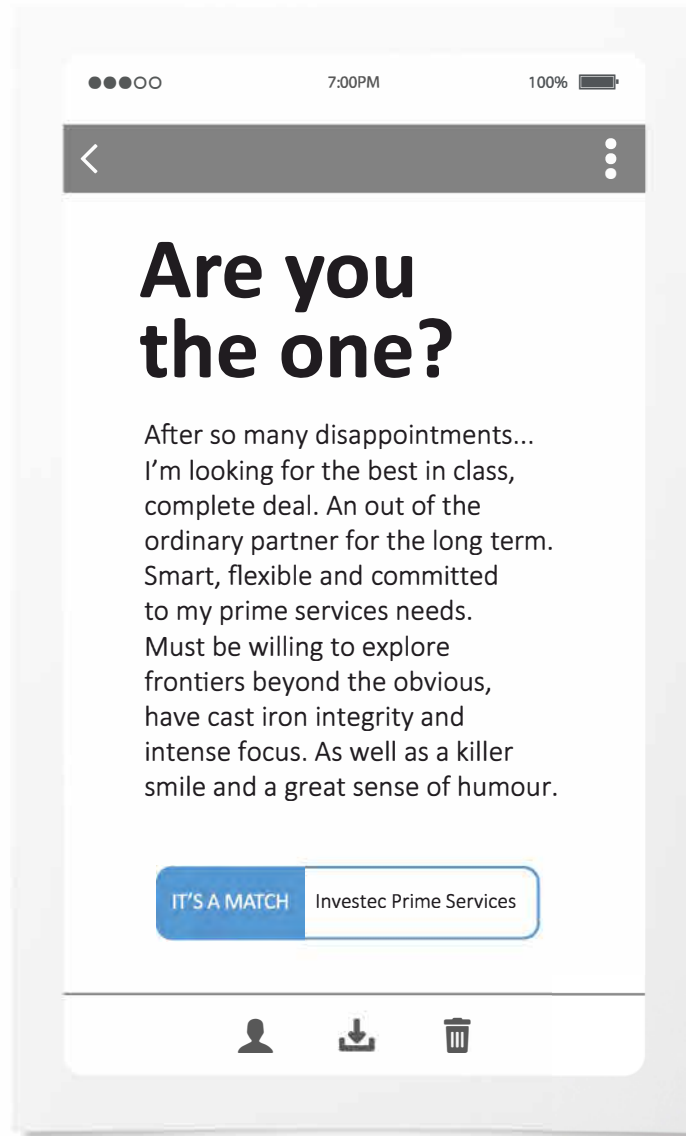 7:00PM
100%
Are you
the one?
After so many disappointments...
I'm looking for the best in class,
complete deal. An out of the
ordinary partner for the long term.
Smart, flexible and committed
to my prime services needs.
Must be willing to explore
frontiers beyond the obvious,
have cast iron integrity and
intense focus. As well as a killer
smile and a great sense of humour.
IT'S A MATCH Investec Prime Services